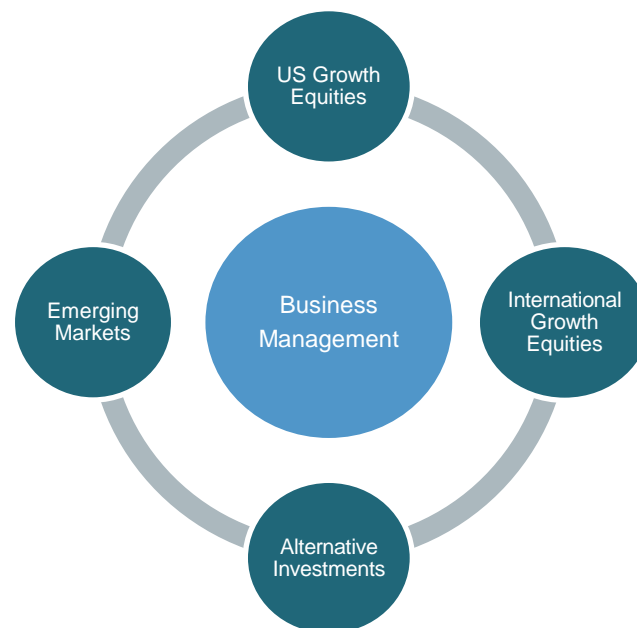 US Growth
Equities
Emerging
Markets
Business
Management
International
Growth
Equities
Alternative
Investments